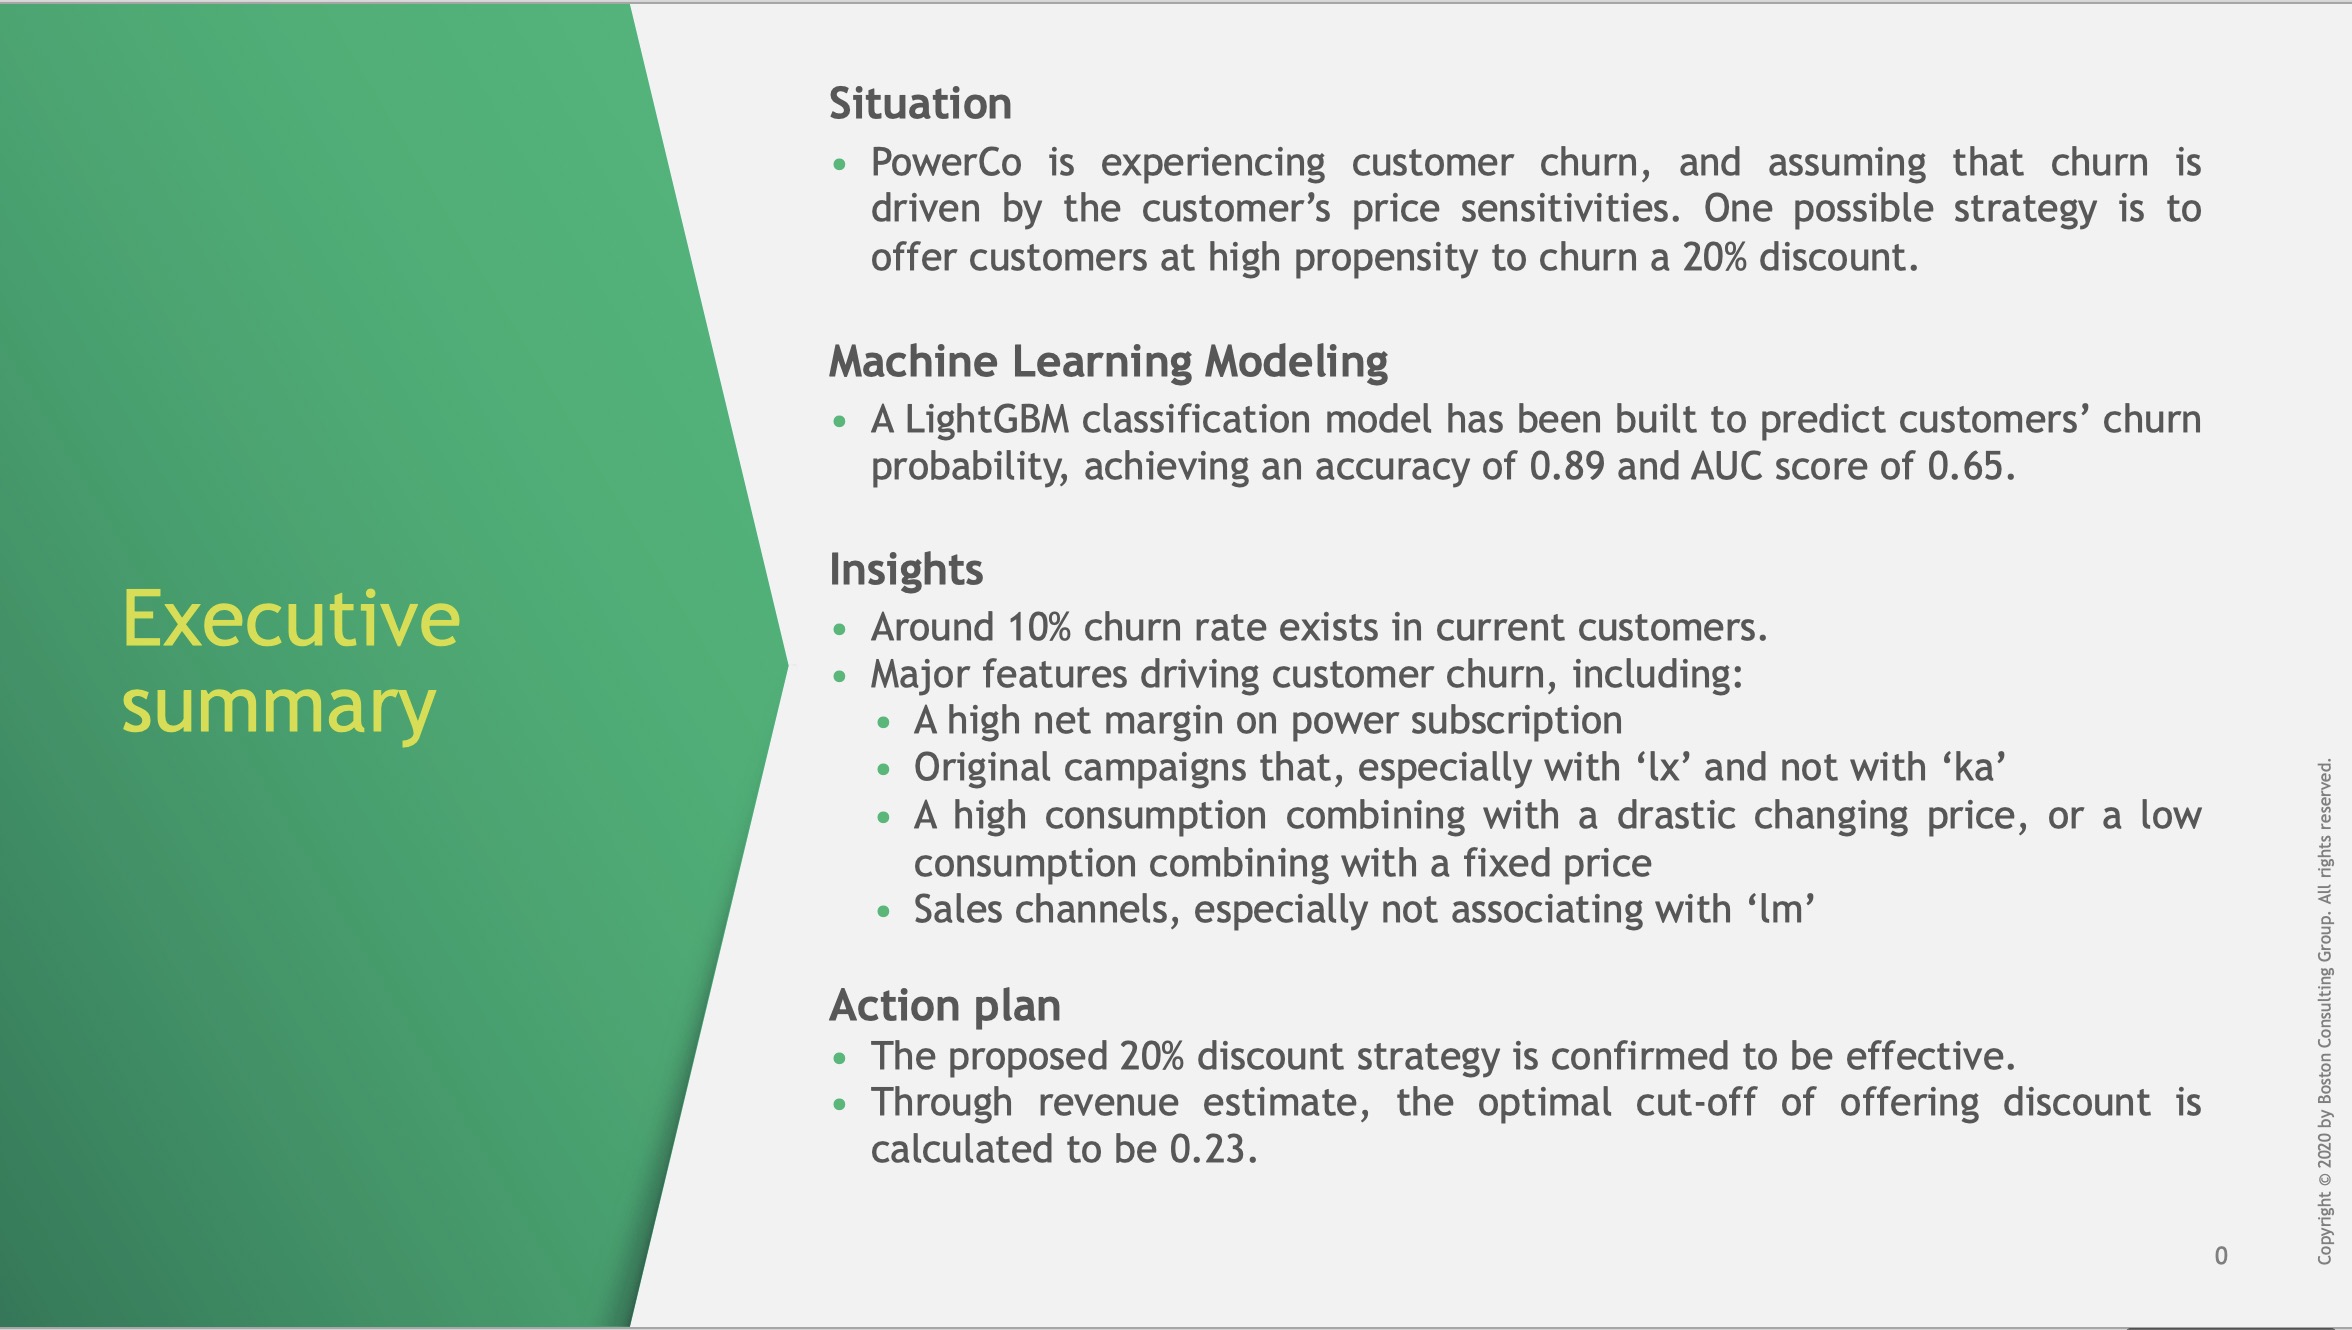 Executive
summary
Situation
• PowerCo is experiencing customer churn, and assuming that churn is
driven by the customer’s price sensitivities. One possible strategy is to
offer customers at high propensity to churn a 20% discount.
Machine Learning Modeling
• A LightGBM classification model has been built to predict customers’ churn
probability, achieving an accuracy of 0.89 and AUC score of 0.65.
Insights
• Around 10% churn rate exists in current customers.
• Major features driving customer churn, including:
• A high net margin on power subscription
• Original campaigns that, especially with ‘lx’ and not with ‘ka’
• A high consumption combining with a drastic changing price, or a low
consumption combining with a fixed price
• Sales channels, especially not associating with ‘lm’
Action plan
• The proposed 20% discount strategy is confirmed to be effective.
• Through revenue estimate, the optimal cut-off of offering discount is
calculated to be 0.23.
0
Copyright © 2020 by Boston Consulting Group. All rights reserved.